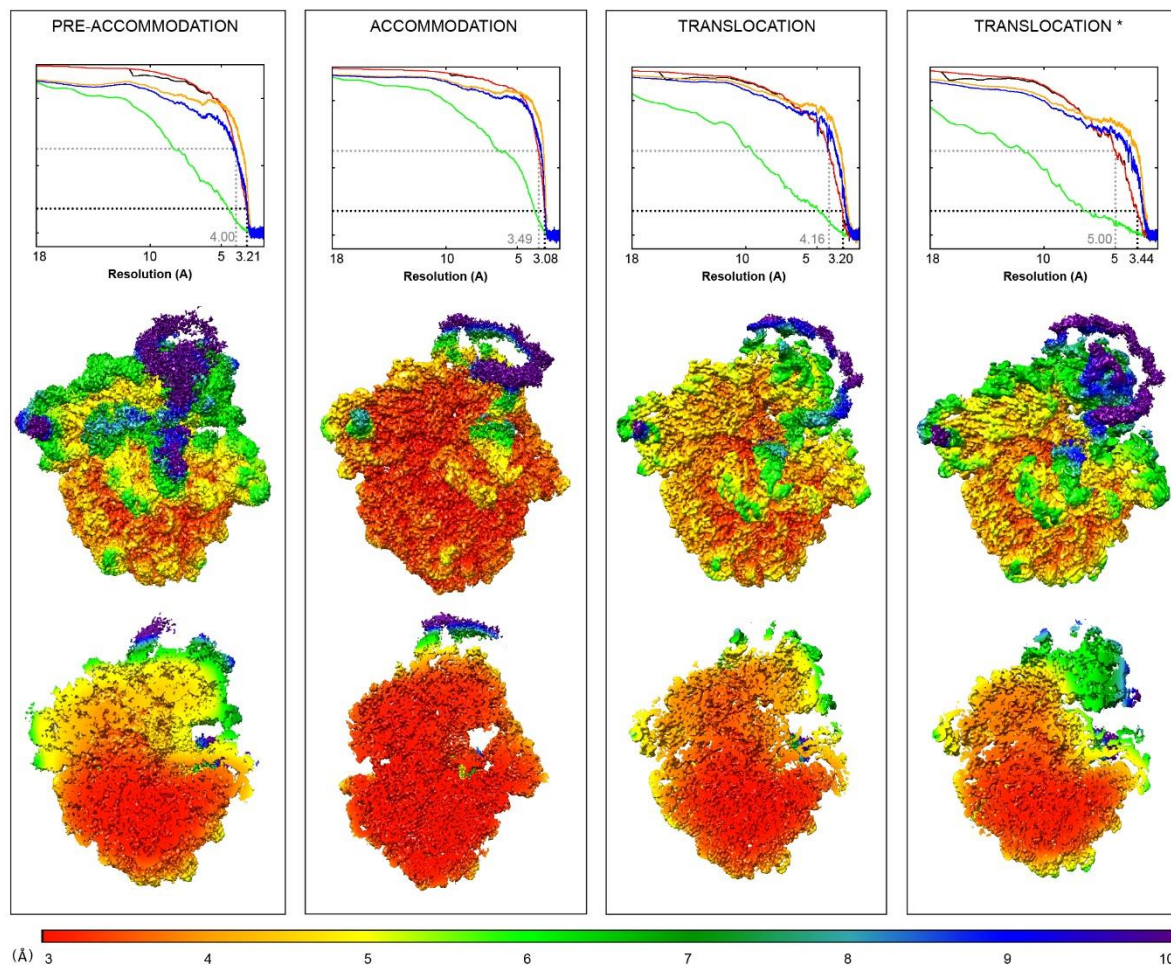 PRE-ACCOMMODATION
ACCOMMODATION
TRANSLOCATION
TRANSLOCATION *
4.00
18 10 5 3.21
Resolution (A)
3.49
18 10 5 3.08
Resolution (A)
4.16
18 10 5 3.20
Resolution (A)
5.00
18 10 5 3.44
Resolution (A)
(Å) 3 4 5 6 7 8 9 10